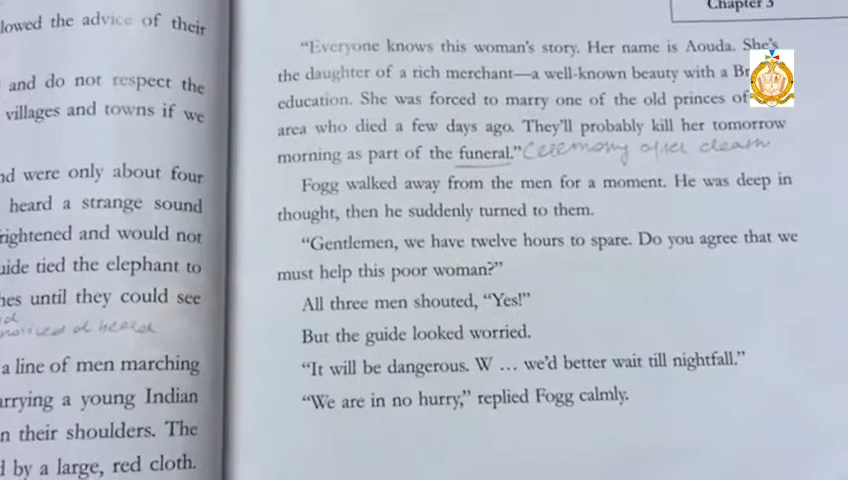 lowed the advice of their
and do not respect the
villages and towns if we
nd were only about four
heard a strange sound
rightened and would not
uide tied the elephant to
hes until they could see
noticed or heard
a line of men marching
arrying a young Indian
n their shoulders. The
d by a large, red cloth.
Chapter 3
“Everyone knows this woman’s story. Her name is Aouda. She’s
the daughter of a rich merchant—a well-known beauty with a Br
education. She was forced to marry one of the old princes of
area who died a few days ago. They’ll probably kill her tomorrow
morning as part of the funeral.” Ceremony after death
Fogg walked away from the men for a moment. He was deep in
thought, then he suddenly turned to them.
“Gentlemen, we have twelve hours to spare. Do you agree that we
must help this poor woman?”
All three men shouted, “Yes!”
But the guide looked worried.
“It will be dangerous. W … we’d better wait till nightfall.”
“We are in no hurry,” replied Fogg calmly.